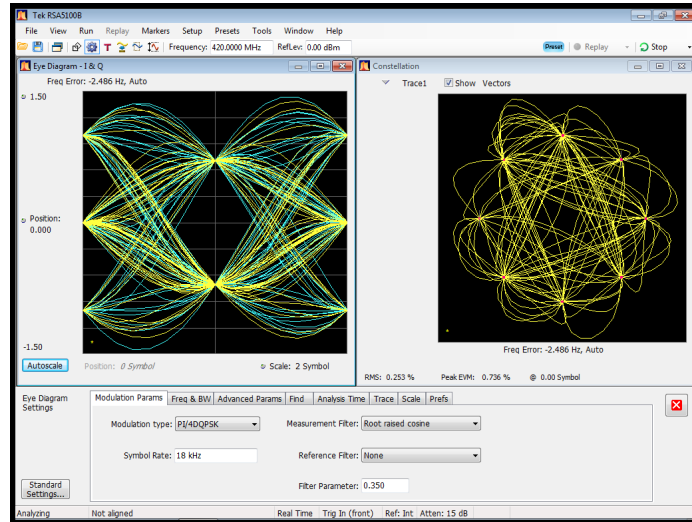 Tek RSA5100B
File View Run Replay Markers Setup Presets Tools Window Help
T Frequency: 420.0000 MHz RefLev: 0.00 dBm Preset Replay Stop
Eye Diagram - I & Q
Freq Error: -2.486 Hz, Auto
1.50
Position:
0.000
-1.50
Autoscale Position: 0 Symbol Scale: 2 Symbol
Constellation
Trace1 Show Vectors
Freq Error: -2.486 Hz, Auto
RMS: 0.253 % Peak EVM: 0.736 % @ 0.00 Symbol
Eye Diagram
Settings
Modulation Params Freq & BW Advanced Params Find Analysis Time Trace Scale Prefs
Modulation type: PI/4DQPSK Measurement Filter: Root raised cosine
Symbol Rate: 18 kHz Reference Filter: None
Filter Parameter: 0.350
Standard
Settings...
Analyzing Not aligned Real Time Trig In (front) Ref: Int Atten: 15 dB